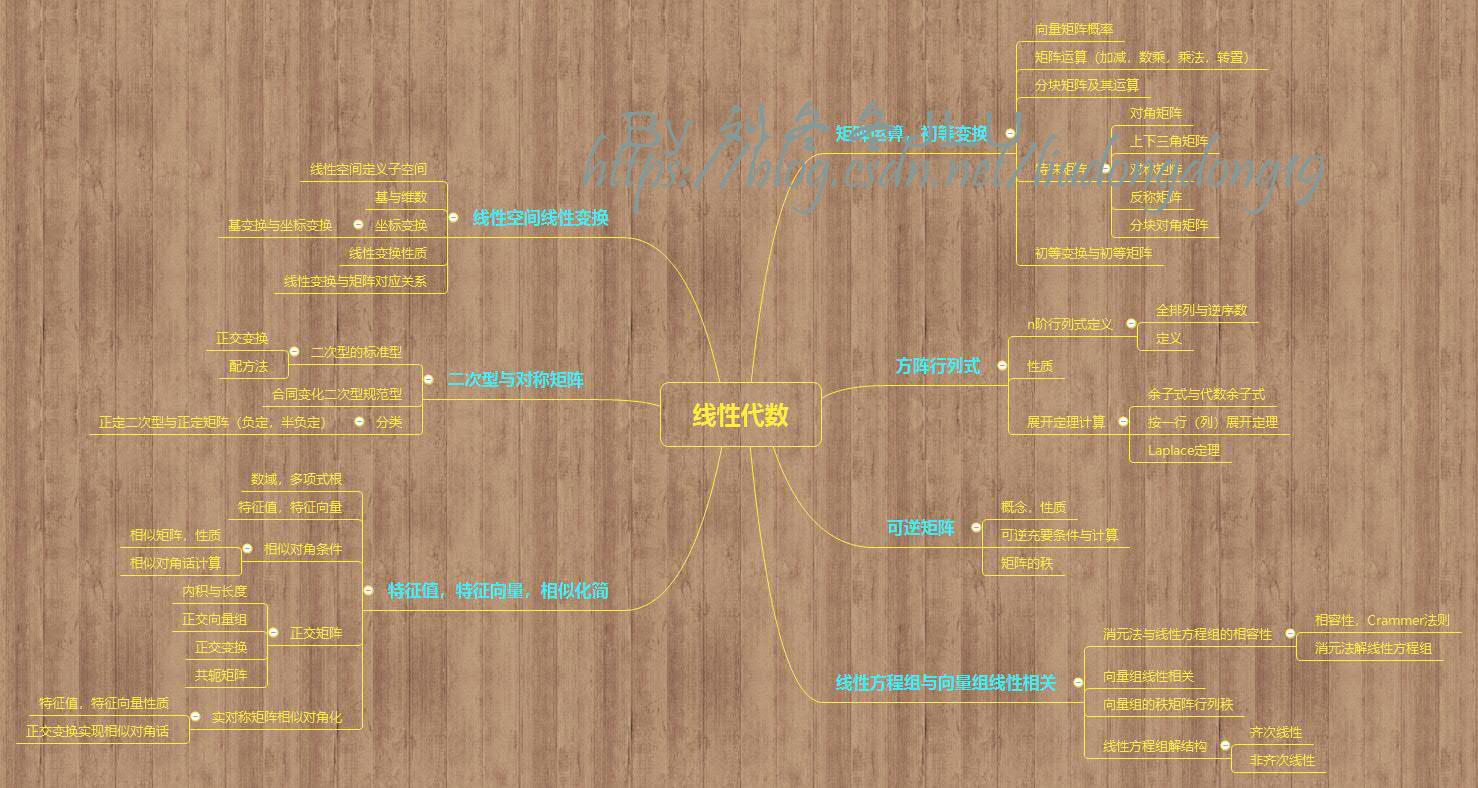 线性代数
矩阵运算，初等变换
向量矩阵概率
矩阵运算（加减，数乘，乘法，转置）
分块矩阵及其运算
特殊矩阵
对角矩阵
上下三角矩阵
对称矩阵
反称矩阵
分块对角矩阵
初等变换与初等矩阵
方阵行列式
n阶行列式定义
全排列与逆序数
定义
性质
展开定理计算
余子式与代数余子式
按一行（列）展开定理
Laplace定理
可逆矩阵
概念，性质
可逆充要条件与计算
矩阵的秩
线性方程组与向量组线性相关
消元法与线性方程组的相容性
相容性，Crammer法则
消元法解线性方程组
向量组线性相关
向量组的秩矩阵行列秩
线性方程组解结构
齐次线性
非齐次线性
线性空间线性变换
线性空间定义子空间
基与维数
坐标变换
基变换与坐标变换
线性变换性质
线性变换与矩阵对应关系
二次型与对称矩阵
二次型的标准型
正交变换
配方法
合同变化二次型规范型
分类
正定二次型与正定矩阵（负定，半负定）
特征值，特征向量，相似化简
数域，多项式根
特征值，特征向量
相似对角条件
相似矩阵，性质
相似对角话计算
正交矩阵
内积与长度
正交向量组
正交变换
共轭矩阵
实对称矩阵相似对角化
特征值，特征向量性质
正交变换实现相似对角话
By
https://blog.csdn.net/liudongdong19